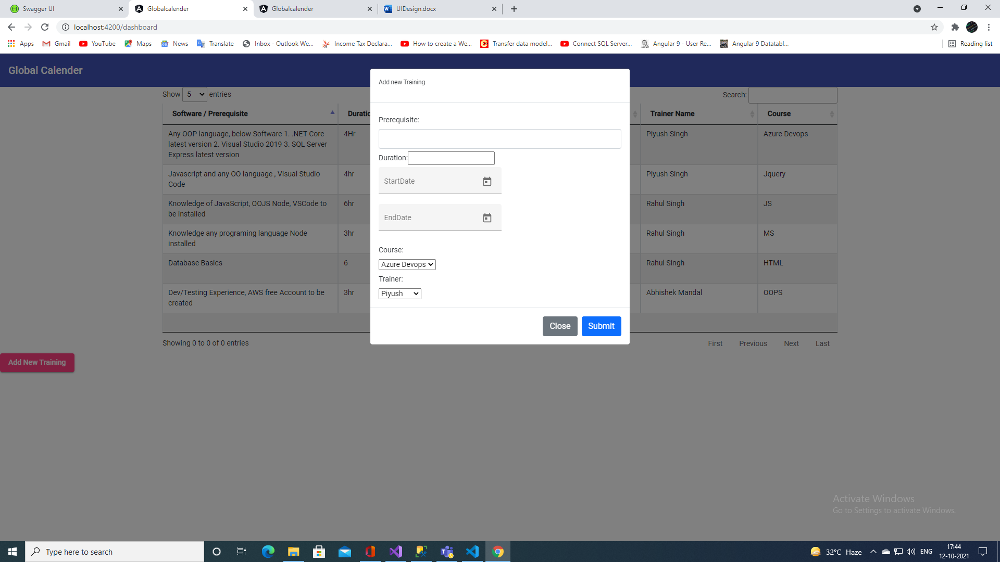 Swagger UI
Globalcalender
Globalcalender
UIDesign.docx
localhost:4200/dashboard
Apps
Gmail
YouTube
Maps
News
Translate
Inbox - Outlook We...
Income Tax Declara...
How to create a We...
Transfer data model...
Connect SQL Server...
Angular 9 - User Re...
Angular 9 Datatabl...
Reading list
Global Calender
Show 5 entries
Search:
Software / Prerequisite
Duratio
Trainer Name
Course
Any OOP language, below Software 1. .NET Core
latest version 2. Visual Studio 2019 3. SQL Server
Express latest version
4Hr
Piyush Singh
Azure Devops
Javascript and any OO language , Visual Studio
Code
4hr
Piyush Singh
Jquery
Knowledge of JavaScript, OOJS Node, VSCode to
be installed
6hr
Rahul Singh
JS
Knowledge any programing language Node
installed
3hr
Rahul Singh
MS
Database Basics
6
Rahul Singh
HTML
Dev/Testing Experience, AWS free Account to be
created
3hr
Abhishek Mandal
OOPS
Showing 0 to 0 of 0 entries
First
Previous
Next
Last
Add New Training
Add new Training
Prerequisite:
Duration:
StartDate
EndDate
Course:
Azure Devops
Trainer:
Piyush
Close
Submit
Activate Windows
Go to Settings to activate Windows.
Type here to search
32°C Haze
ENG
17:44
12-10-2021